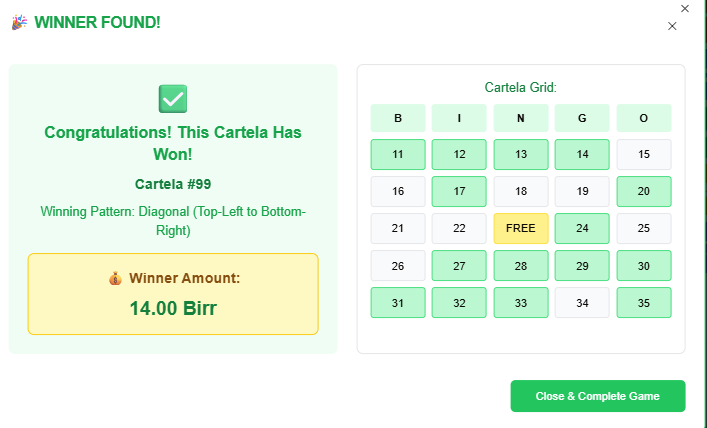 🎉 WINNER FOUND!
Congratulations! This Cartela Has
Won!
Cartela #99
Winning Pattern: Diagonal (Top-Left to Bottom-
Right)
💰 Winner Amount:
14.00 Birr
Cartela Grid:
B I N G O
11 12 13 14 15
16 17 18 19 20
21 22 FREE 24 25
26 27 28 29 30
31 32 33 34 35
Close & Complete Game